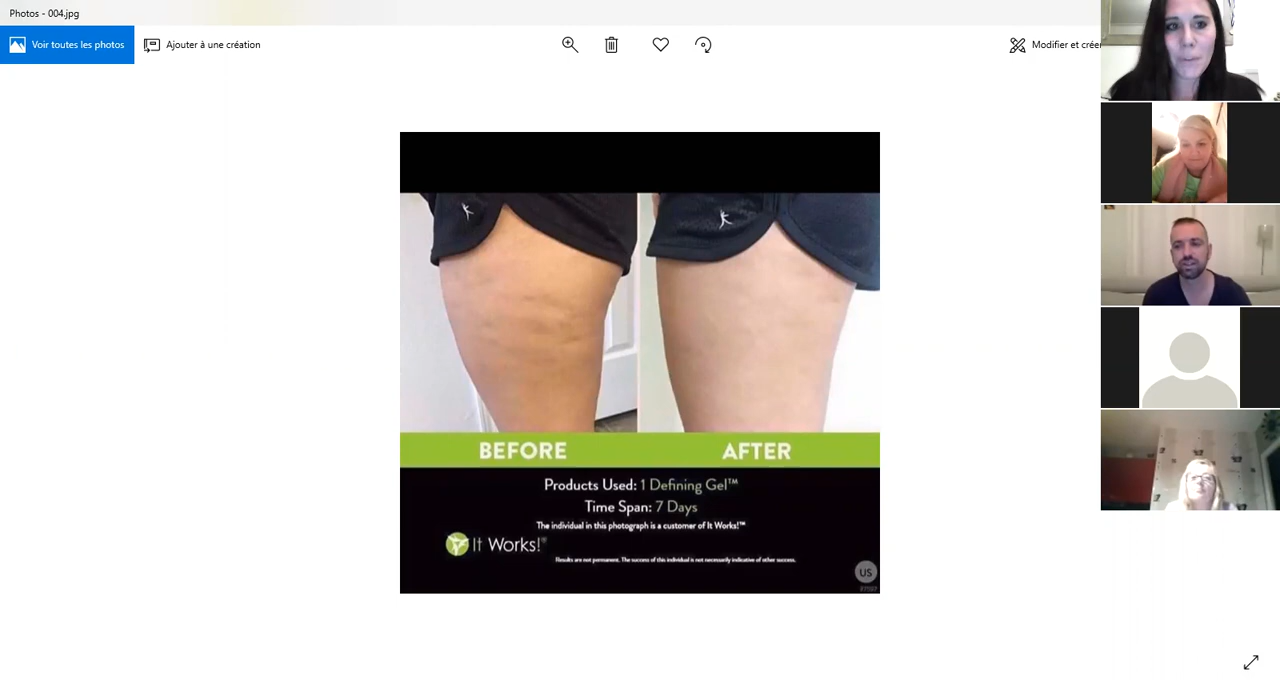 Photos - 004.jpg
Voir toutes les photos
Ajouter à une création
Modifier et créer
BEFORE
AFTER
Products Used: 1 Defining Gel™
Time Span: 7 Days
The individual in this photograph is a customer of It Works!™
It Works!®
Results are not permanent. The success of this individual is not necessarily indicative of other success.
US